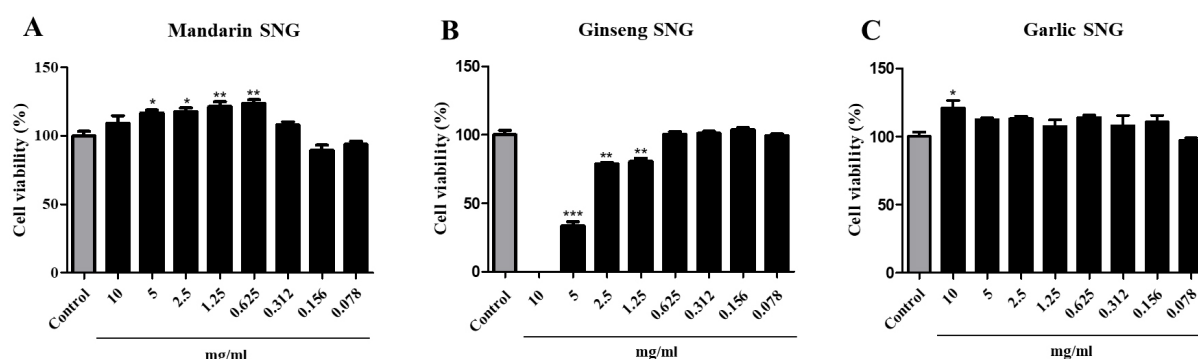 A
Mandarin SNG
Cell viability (%)
150
100
50
0
*
*
**
**
Control
10
5
2.5
1.25
0.625
0.312
0.156
0.078
mg/ml
B
Ginseng SNG
Cell viability (%)
150
100
50
0
***
**
**
Control
10
5
2.5
1.25
0.625
0.312
0.156
0.078
mg/ml
C
Garlic SNG
Cell viability (%)
150
100
50
0
*
Control
10
5
2.5
1.25
0.625
0.312
0.156
0.078
mg/ml